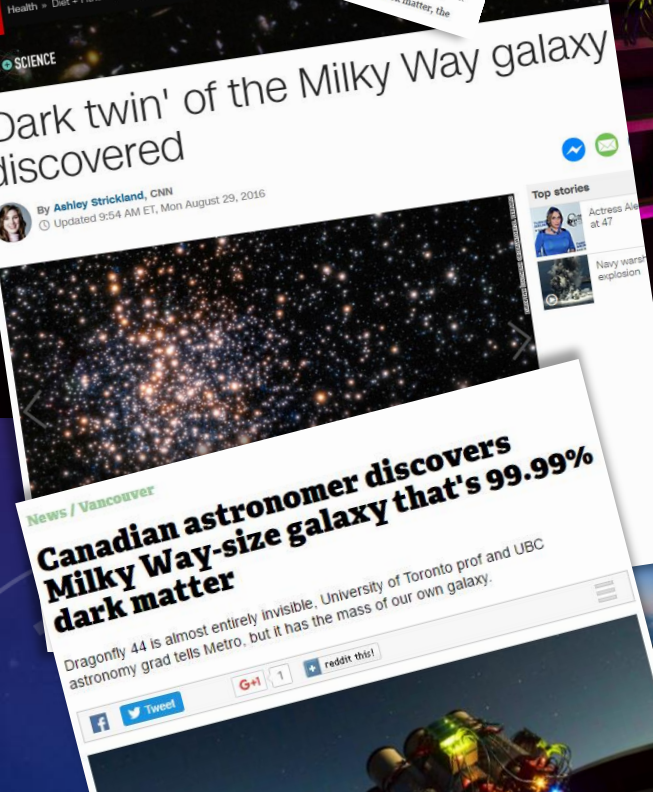 Health » Diet +
matter, the
SCIENCE
Dark twin' of the Milky Way galaxy
discovered
By Ashley Strickland, CNN
Updated 9:54 AM ET, Mon August 29, 2016
Top stories
Actress Ale
at 47
Navy warsh
explosion
News / Vancouver
Canadian astronomer discovers
Milky Way-size galaxy that's 99.99%
dark matter
Dragonfly 44 is almost entirely invisible, University of Toronto prof and UBC
astronomy grad tells Metro, but it has the mass of our own galaxy.
Tweet
G+1
1
reddit this!